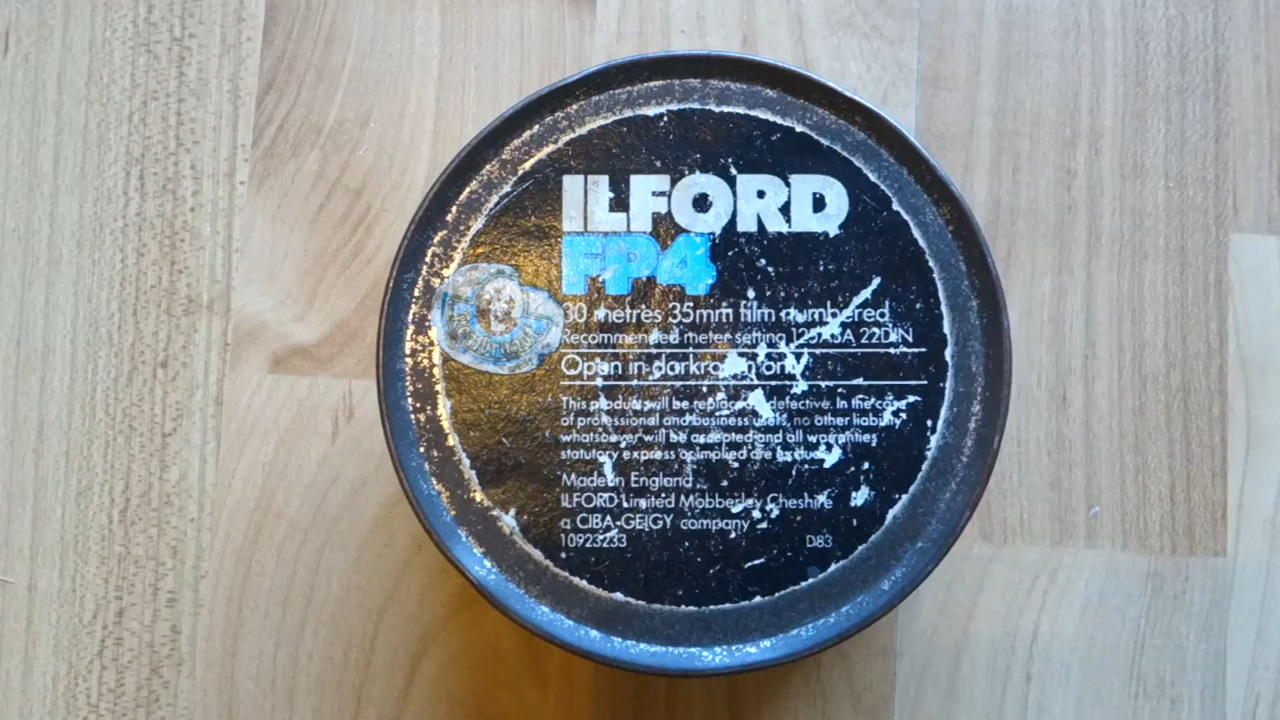 ILFORD
FP4
30 metres 35mm film numbered
Recommended meter setting 125ASA 22DIN
Open in darkroom only
This product will be replaced if defective. In the case
of professional and business users, no other liability
whatsoever will be accepted and all warranties
statutory express or implied are excluded
Made in England
ILFORD Limited Mobberley Cheshire
a CIBA-GEIGY company
10923233 D83